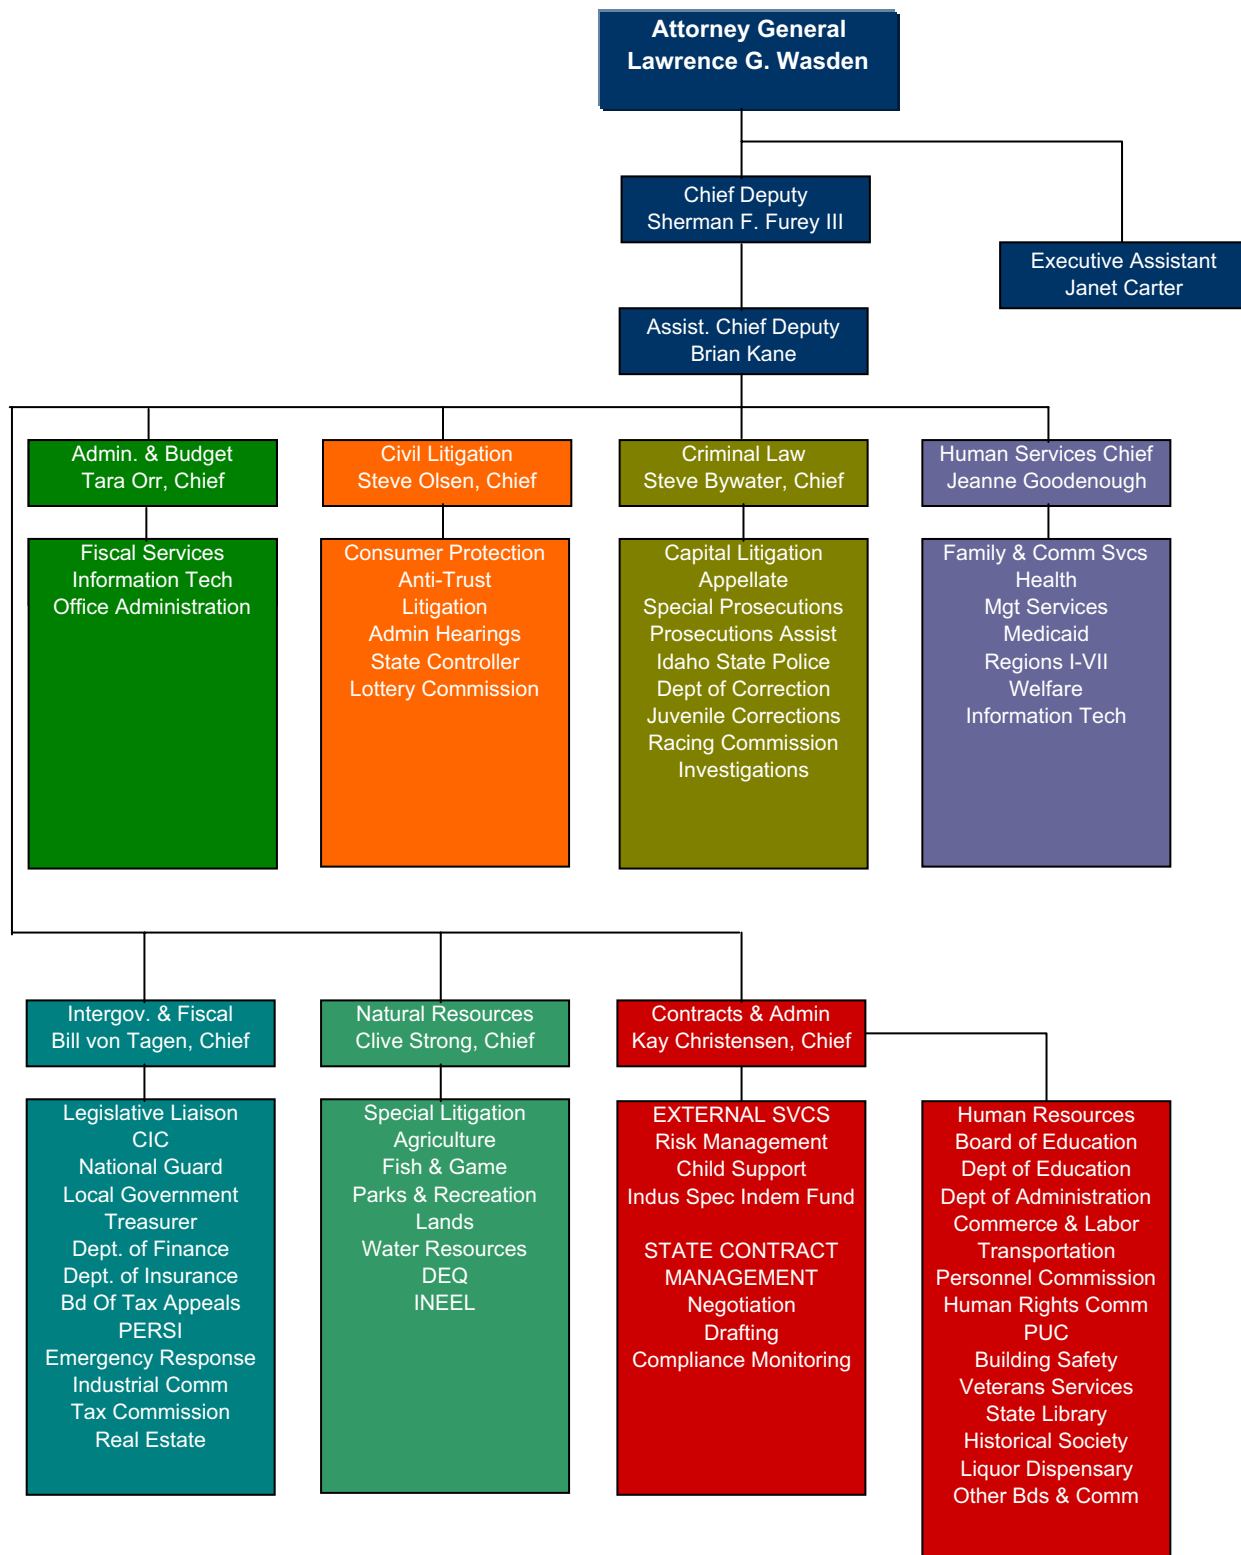 Attorney General
Lawrence G. Wasden
Chief Deputy
Sherman F. Furey III
Executive Assistant
Janet Carter
Assist. Chief Deputy
Brian Kane
Admin. & Budget
Tara Orr, Chief
Civil Litigation
Steve Olsen, Chief
Criminal Law
Steve Bywater, Chief
Human Services Chief
Jeanne Goodenough
Fiscal Services
Information Tech
Office Administration
Consumer Protection
Anti-Trust
Litigation
Admin Hearings
State Controller
Lottery Commission
Capital Litigation
Appellate
Special Prosecutions
Prosecutions Assist
Idaho State Police
Dept of Correction
Juvenile Corrections
Racing Commission
Investigations
Family & Comm Svcs
Health
Mgt Services
Medicaid
Regions I-VII
Welfare
Information Tech
Intergov. & Fiscal
Bill von Tagen, Chief
Natural Resources
Clive Strong, Chief
Contracts & Admin
Kay Christensen, Chief
Legislative Liaison
CIC
National Guard
Local Government
Treasurer
Dept. of Finance
Dept. of Insurance
Bd Of Tax Appeals
PERSI
Emergency Response
Industrial Comm
Tax Commission
Real Estate
Special Litigation
Agriculture
Fish & Game
Parks & Recreation
Lands
Water Resources
DEQ
INEEL
EXTERNAL SVCS
Risk Management
Child Support
Indus Spec Indem Fund
STATE CONTRACT
MANAGEMENT
Negotiation
Drafting
Compliance Monitoring
Human Resources
Board of Education
Dept of Education
Dept of Administration
Commerce & Labor
Transportation
Personnel Commission
Human Rights Comm
PUC
Building Safety
Veterans Services
State Library
Historical Society
Liquor Dispensary
Other Bds & Comm